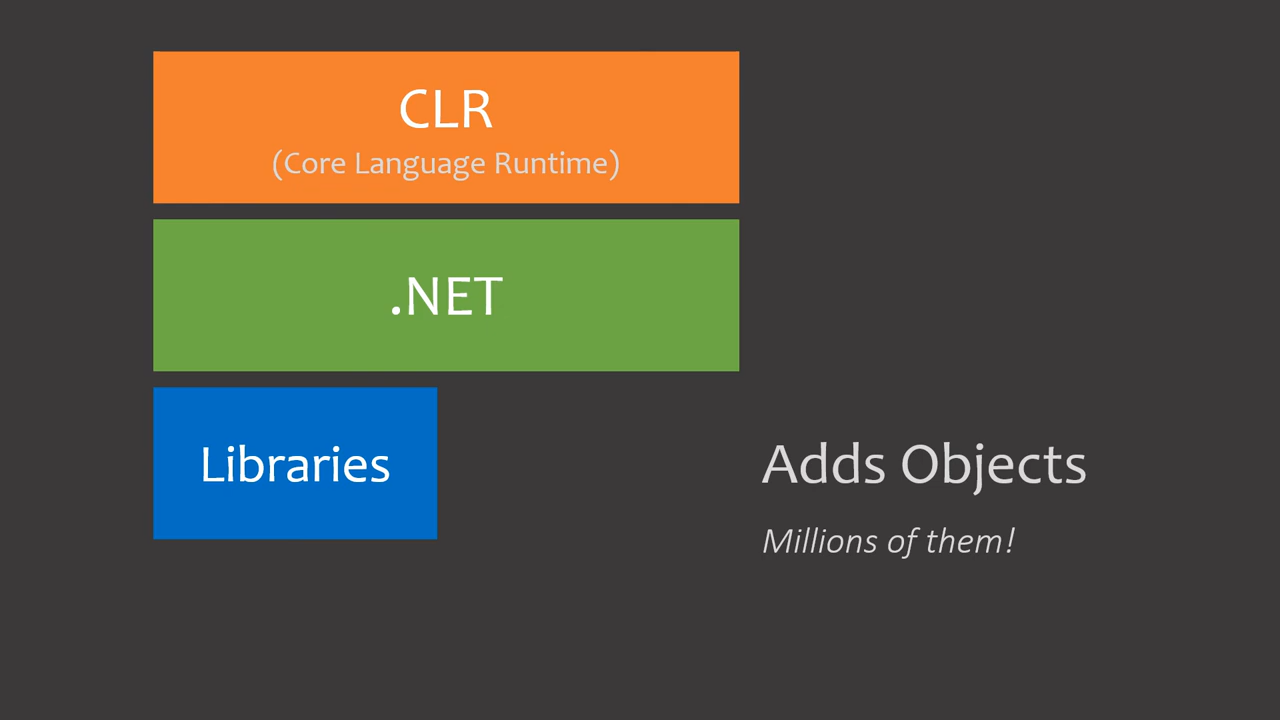 CLR
(Core Language Runtime)
.NET
Libraries
Adds Objects
Millions of them!